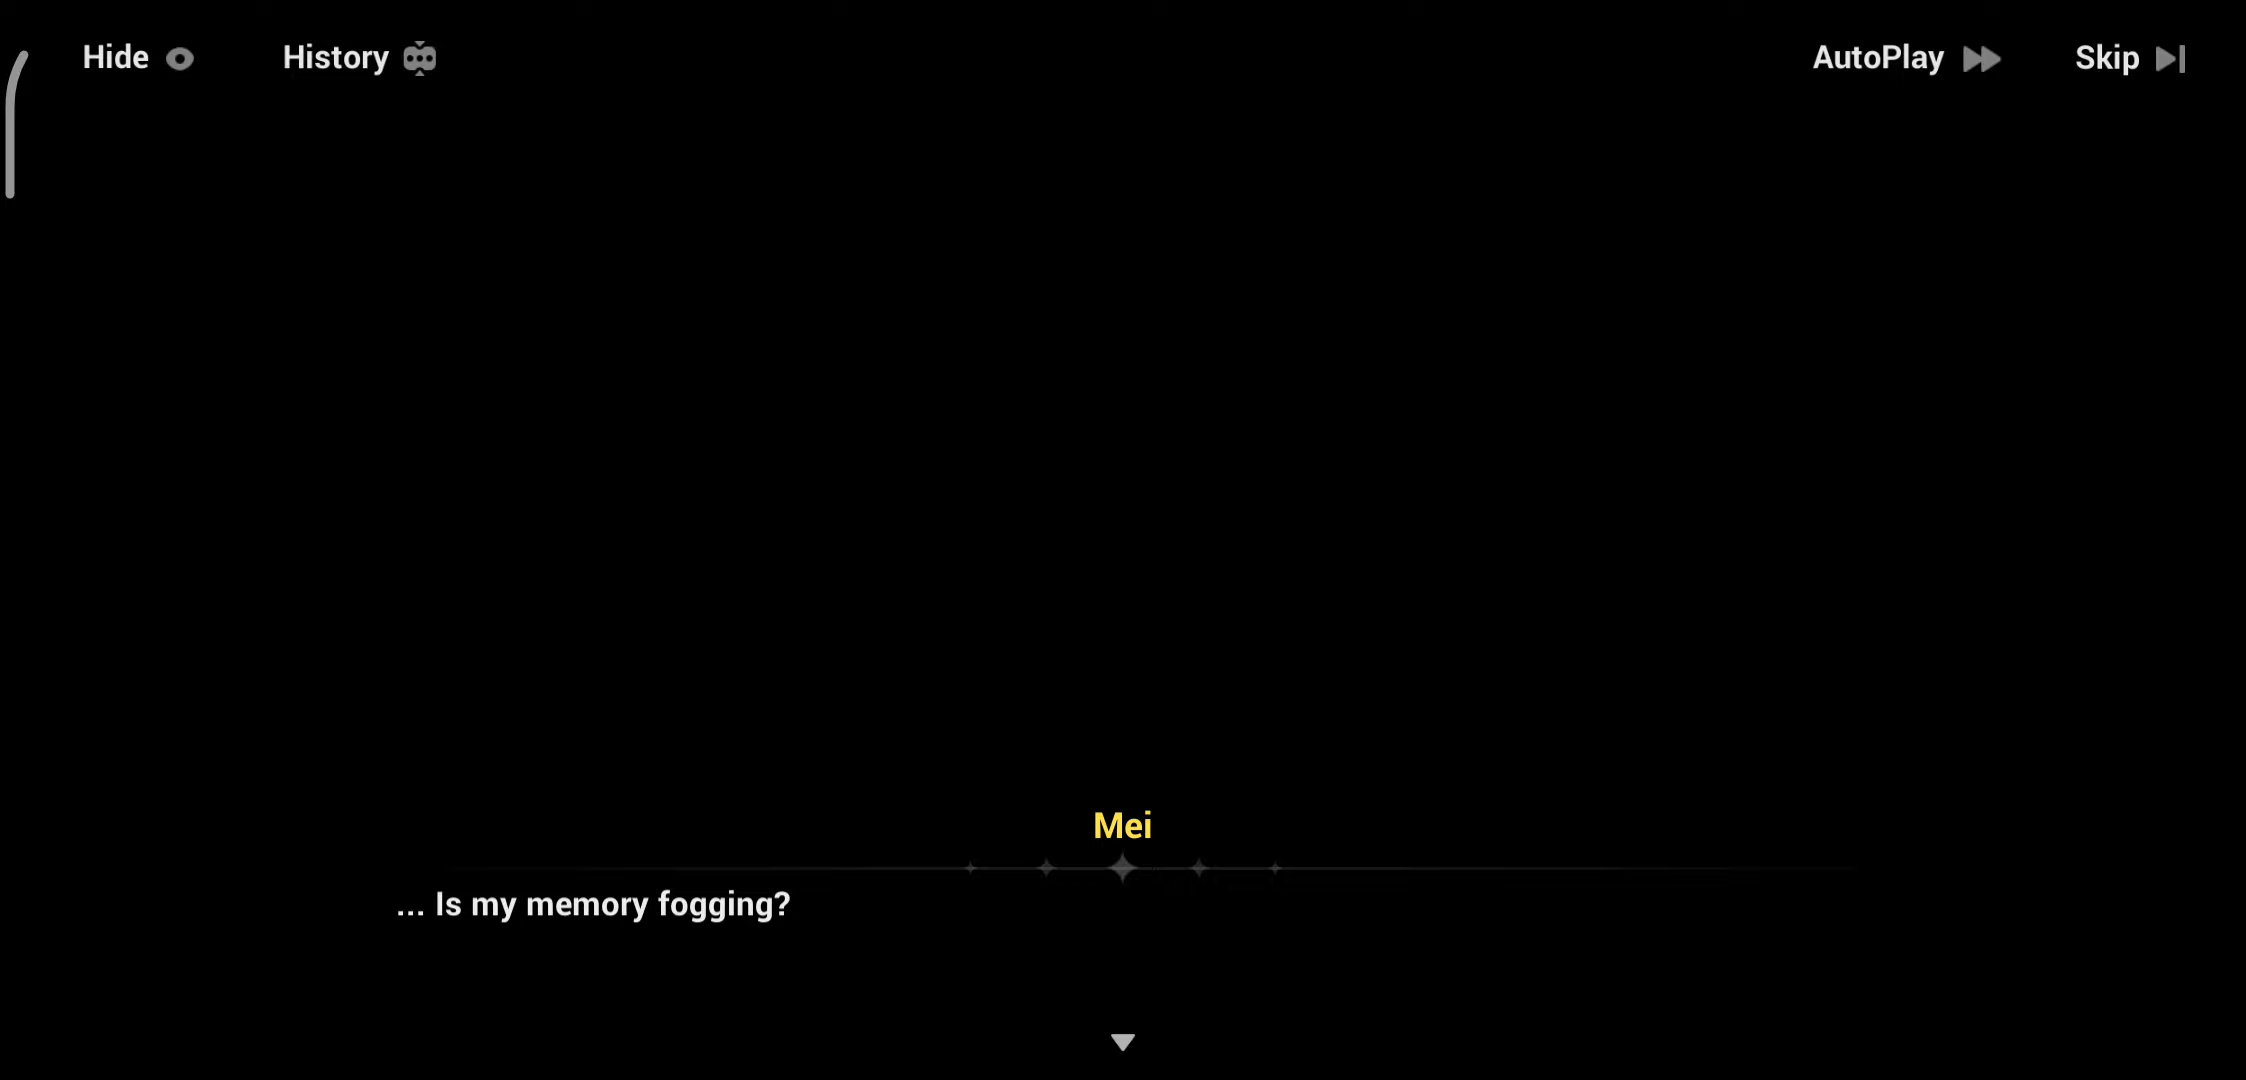 Hide
History
AutoPlay
Skip
Mei
... Is my memory fogging?